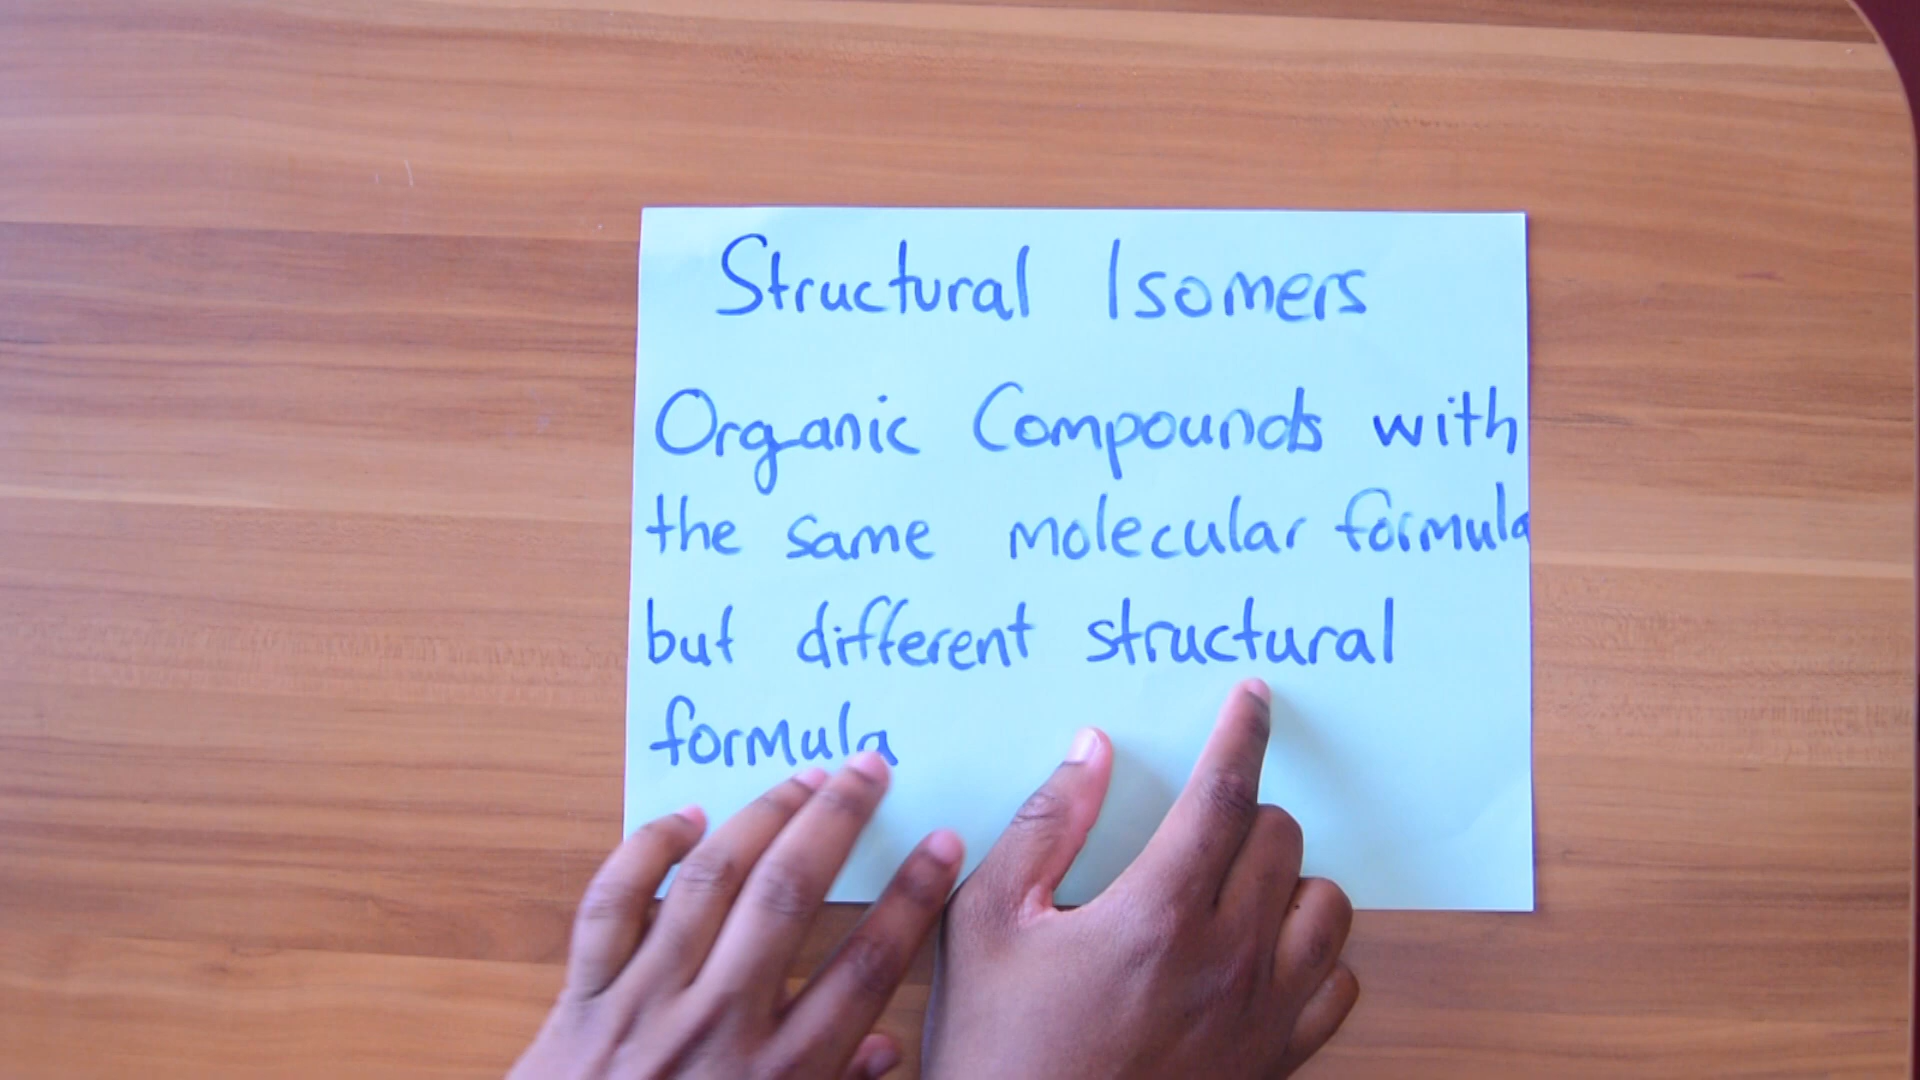 Structural Isomers
Organic Compounds with
the same molecular formula
but different structural
formula